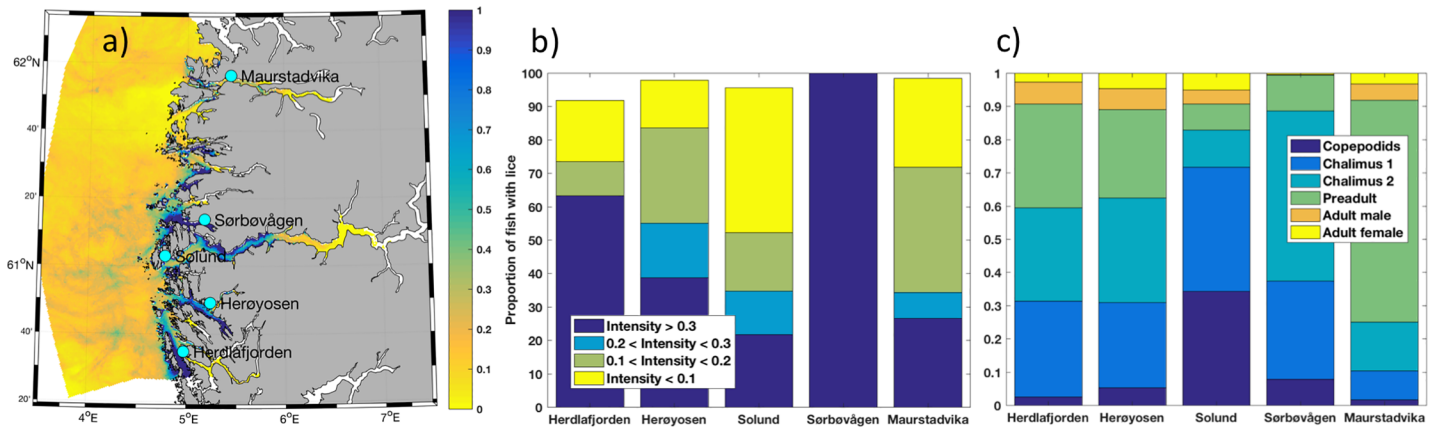 a)
62°N
40'
20'
61°N
40'
20'
4°E
5°E
6°E
7°E
Maurstadvika
Sørbøvågen
Solund
Herøyosen
Herdlafjorden
1
0.9
0.8
0.7
0.6
0.5
0.4
0.3
0.2
0.1
0
b)
Proportion of fish with lice
100
90
80
70
60
50
40
30
20
10
0
Intensity > 0.3
0.2 < Intensity < 0.3
0.1 < Intensity < 0.2
Intensity < 0.1
Herdlafjorden Herøyosen Solund Sørbøvågen Maurstadvika
c)
1
0.9
0.8
0.7
0.6
0.5
0.4
0.3
0.2
0.1
0
Copepodids
Chalimus 1
Chalimus 2
Preadult
Adult male
Adult female
Herdlafjorden Herøyosen Solund Sørbøvågen Maurstadvika